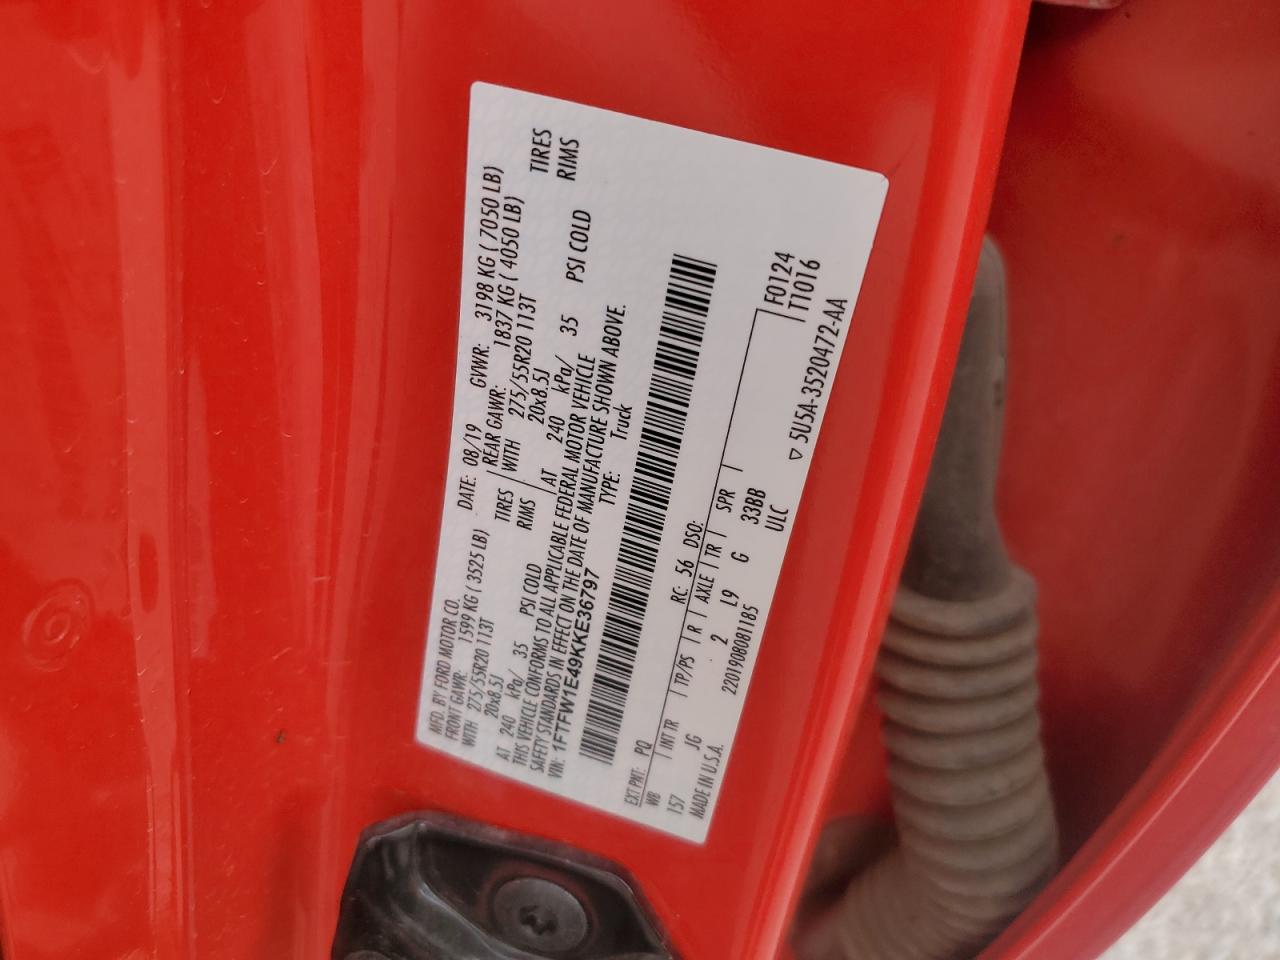 MFD. BY FORD MOTOR CO.
DATE: 08/19 GVWR: 3198 KG ( 7050 LB)
FRONT GAWR: 1599 KG ( 3525 LB)
REAR GAWR: 1837 KG ( 4050 LB)
WITH 275/55R20 113T TIRES
WITH 275/55R20 113T TIRES
20x8.5J RIMS
20x8.5J RIMS
AT 240 kPa/ 35 PSI COLD
AT 240 kPa/ 35 PSI COLD
THIS VEHICLE CONFORMS TO ALL APPLICABLE FEDERAL MOTOR VEHICLE
SAFETY STANDARDS IN EFFECT ON THE DATE OF MANUFACTURE SHOWN ABOVE.
VIN: 1FTFW1E49KKE36797 TYPE: Truck
EXT PNT: PQ RC: 56 DSO: F0124
WB INT TR TP/PS R AXLE TR SPR T1016
157 JG 2 L9 G 33BB
ULC
MADE IN U.S.A. 2201908081185 ▽ 5U5A-3520472-AA